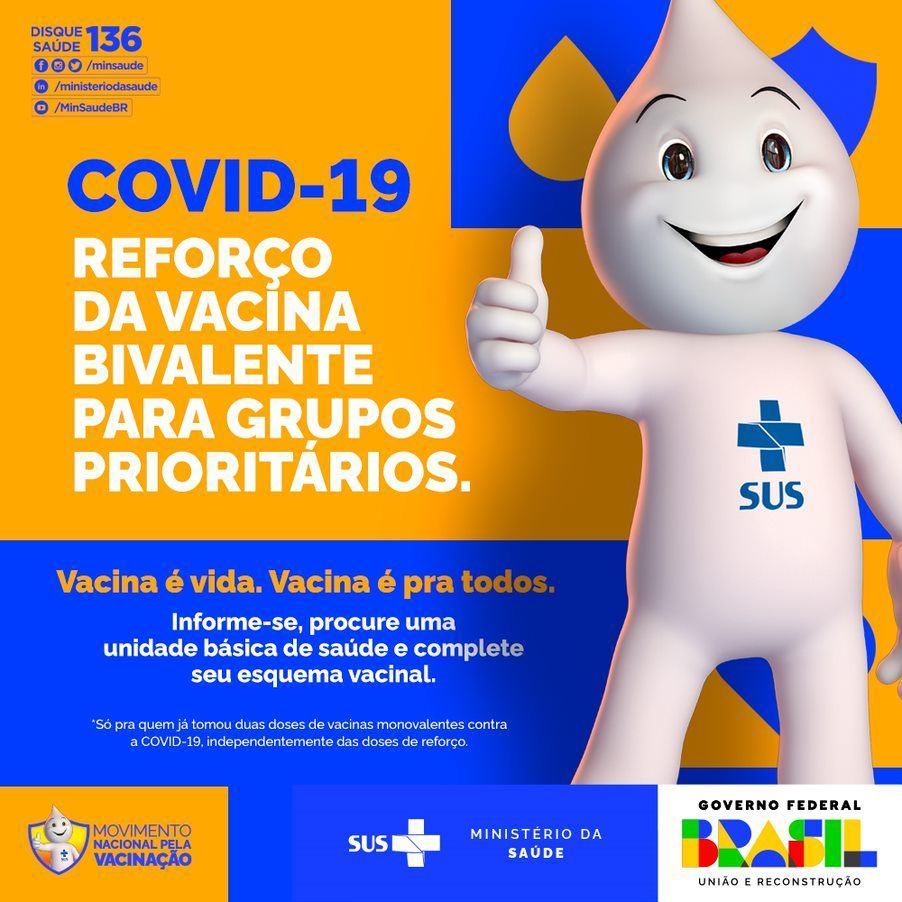 DISQUE
SAÚDE 136
/minsaude
/ministeriodasaude
/MinSaudeBR
COVID-19
REFORÇO
DA VACINA
BIVALENTE
PARA GRUPOS
PRIORITÁRIOS.
SUS
Vacina é vida. Vacina é pra todos.
Informe-se, procure uma
unidade básica de saúde e complete
seu esquema vacinal.
*Só pra quem já tomou duas doses de vacinas monovalentes contra
a COVID-19, independentemente das doses de reforço.
SUS
MOVIMENTO
NACIONAL PELA
VACINAÇÃO
SUS
MINISTÉRIO DA
SAÚDE
GOVERNO FEDERAL
BRASIL
UNIÃO E RECONSTRUÇÃO